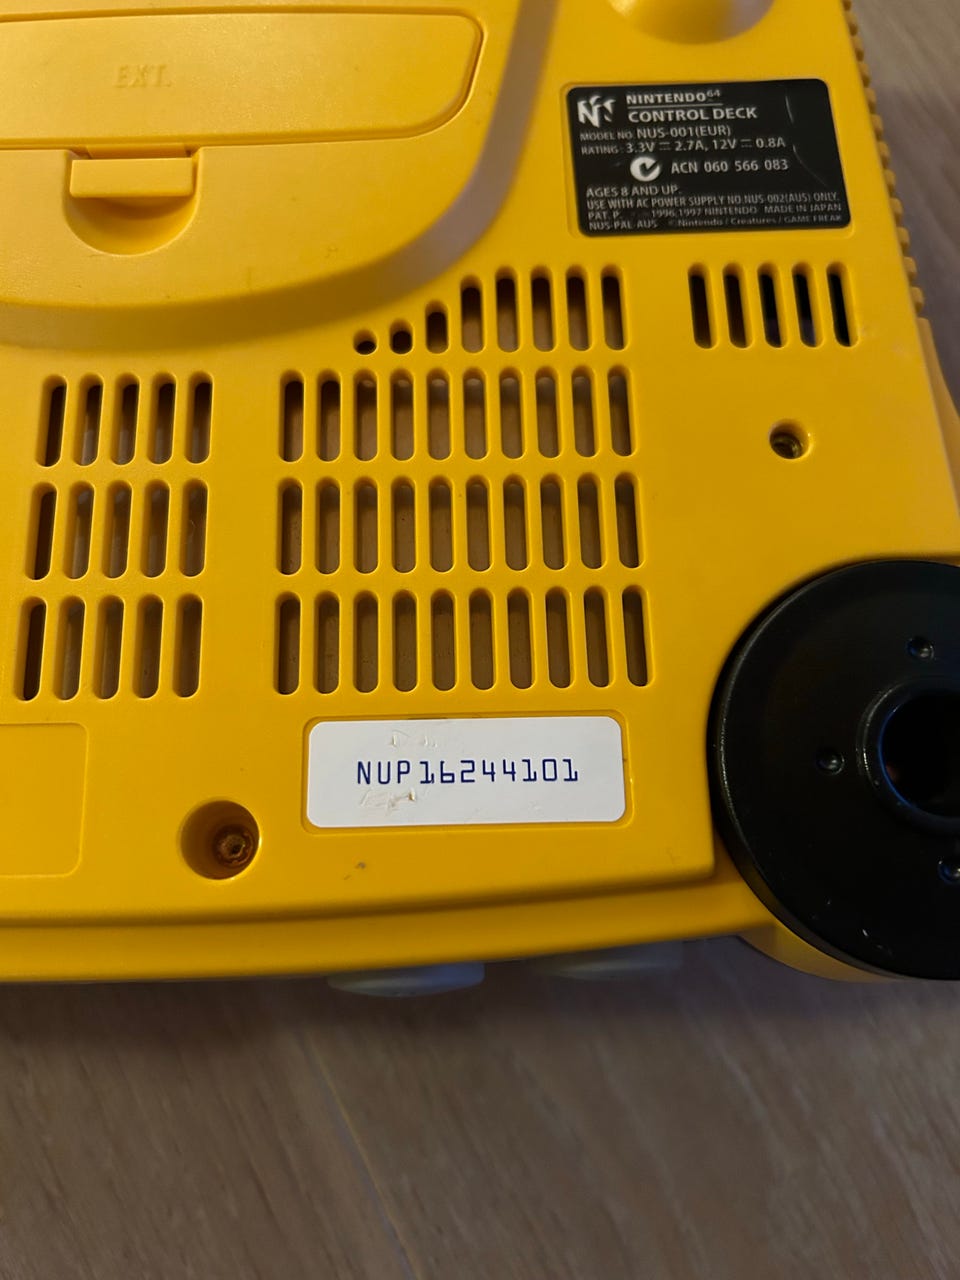 EXT.
NINTENDO64
CONTROL DECK
MODEL NO. NUS-001(EUR)
RATING: 3.3V ⎓ 2.7A, 12V ⎓ 0.8A
ACN 060 566 083
AGES 8 AND UP.
USE WITH AC POWER SUPPLY NO.NUS-002(AUS) ONLY.
PAT. P. 1996,1997 NINTENDO MADE IN JAPAN
NUS-PAL-AUS ©Nintendo / Creatures / GAME FREAK
NUP16244101